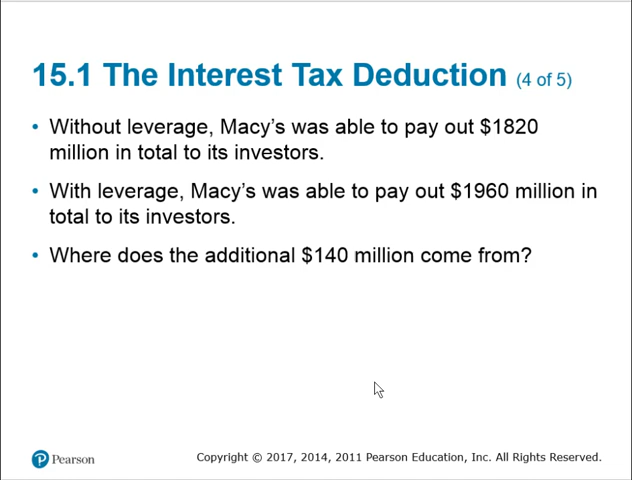 15.1 The Interest Tax Deduction (4 of 5)
• Without leverage, Macy's was able to pay out $1820
million in total to its investors.
• With leverage, Macy's was able to pay out $1960 million in
total to its investors.
• Where does the additional $140 million come from?
P Pearson
Copyright © 2017, 2014, 2011 Pearson Education, Inc. All Rights Reserved.